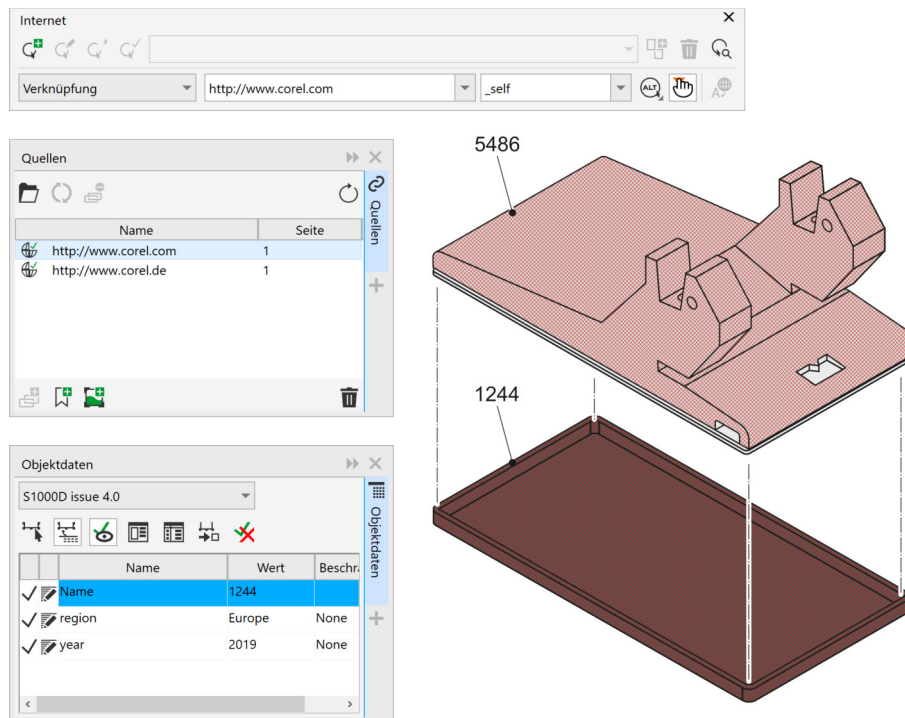 Internet
Verknüpfung http://www.corel.com _self ALT A
Quellen
Quellen
Name Seite
http://www.corel.com 1
http://www.corel.de 1
Objektdaten
Objektdaten
S1000D issue 4.0
Name Wert Beschr
Name 1244
region Europe None
year 2019 None
5486
1244